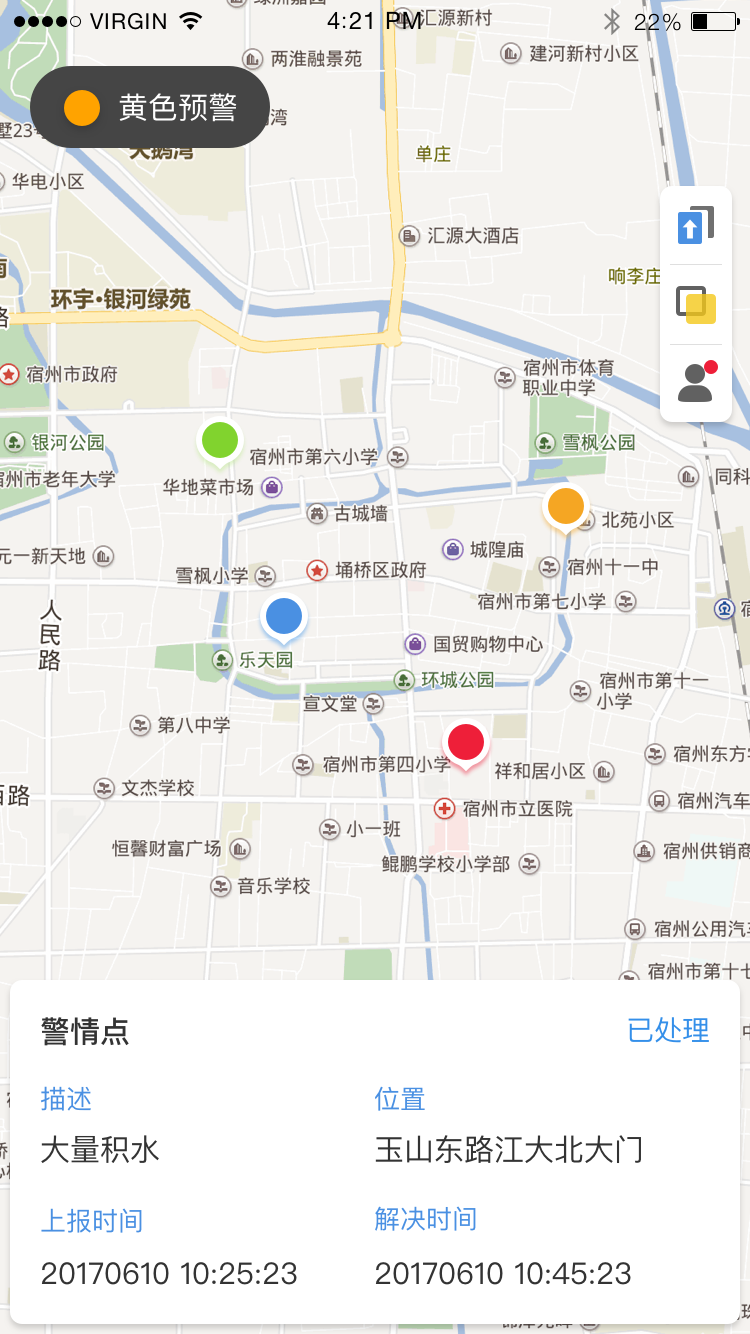 VIRGIN 4:21 PM 22%
汇源新村
两淮融景苑
建河新村小区
黄色预警
湾
墅23号
大鹅湾
单庄
华电小区
汇源大酒店
响李庄
环宇·银河绿苑
路
宿州市体育
职业中学
宿州市政府
银河公园
宿州市第六小学
雪枫公园
宿州市老年大学
华地菜市场
同科
古城墙
北苑小区
元一新天地
城隍庙
雪枫小学
埇桥区政府
宿州十一中
宿州市第七小学
宿
人民路
国贸购物中心
乐天园
环城公园
宿州市第十一
小学
宣文堂
第八中学
宿州市第四小学
祥和居小区
宿州东方
文杰学校
西路
宿州汽车
宿州市立医院
小一班
恒馨财富广场
鲲鹏学校小学部
宿州供销商
音乐学校
宿州公用汽车
宿州市第十七
警情点
已处理
描述
位置
大量积水
玉山东路江大北大门
上报时间
解决时间
20170610 10:25:23
20170610 10:45:23